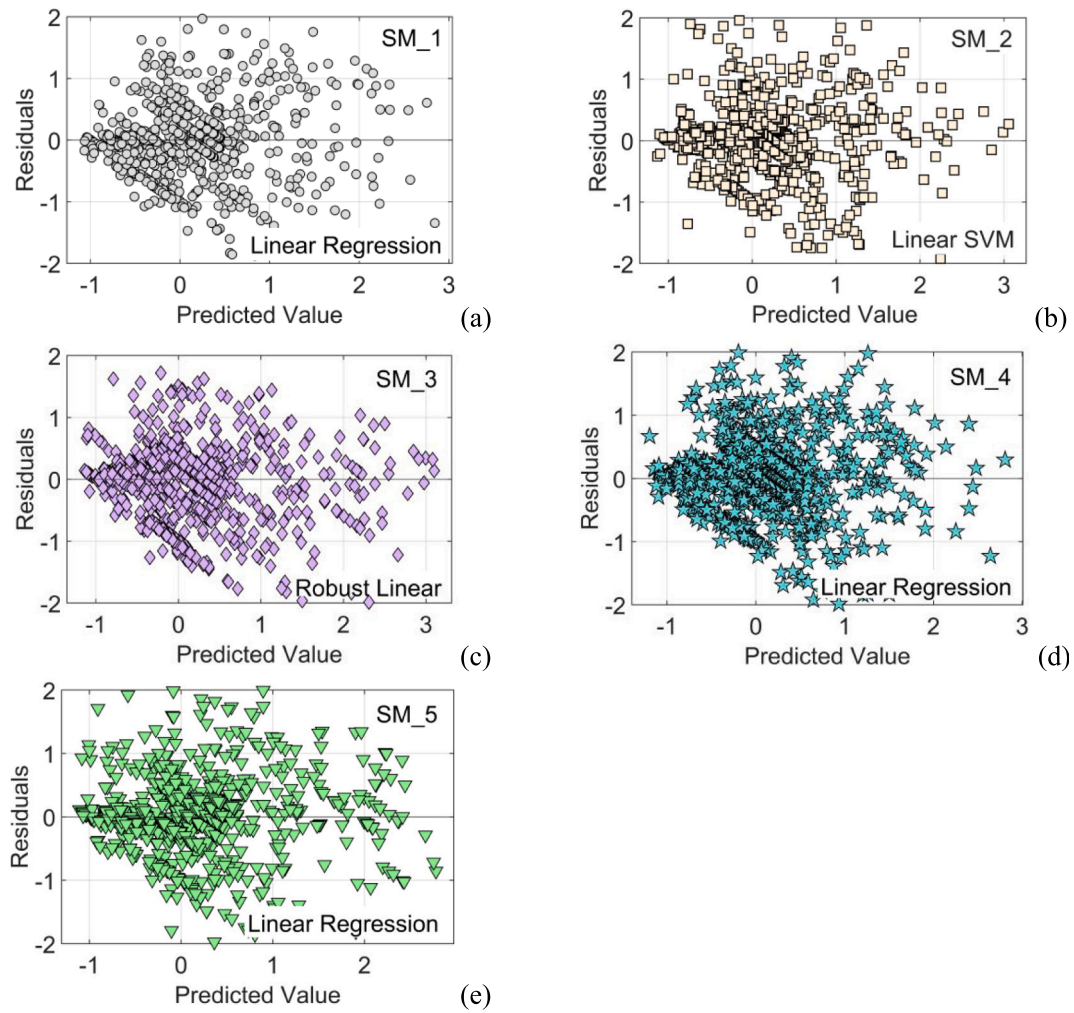 2
1
0
-1
-2
Residuals
SM_1
Linear Regression
-1 0 1 2 3
Predicted Value
(a)
2
1
0
-1
-2
Residuals
SM_2
Linear SVM
-1 0 1 2 3
Predicted Value
(b)
2
1
0
-1
-2
Residuals
SM_3
Robust Linear
-1 0 1 2 3
Predicted Value
(c)
2
1
0
-1
-2
Residuals
SM_4
Linear Regression
-1 0 1 2 3
Predicted Value
(d)
2
1
0
-1
-2
Residuals
SM_5
Linear Regression
-1 0 1 2
Predicted Value
(e)